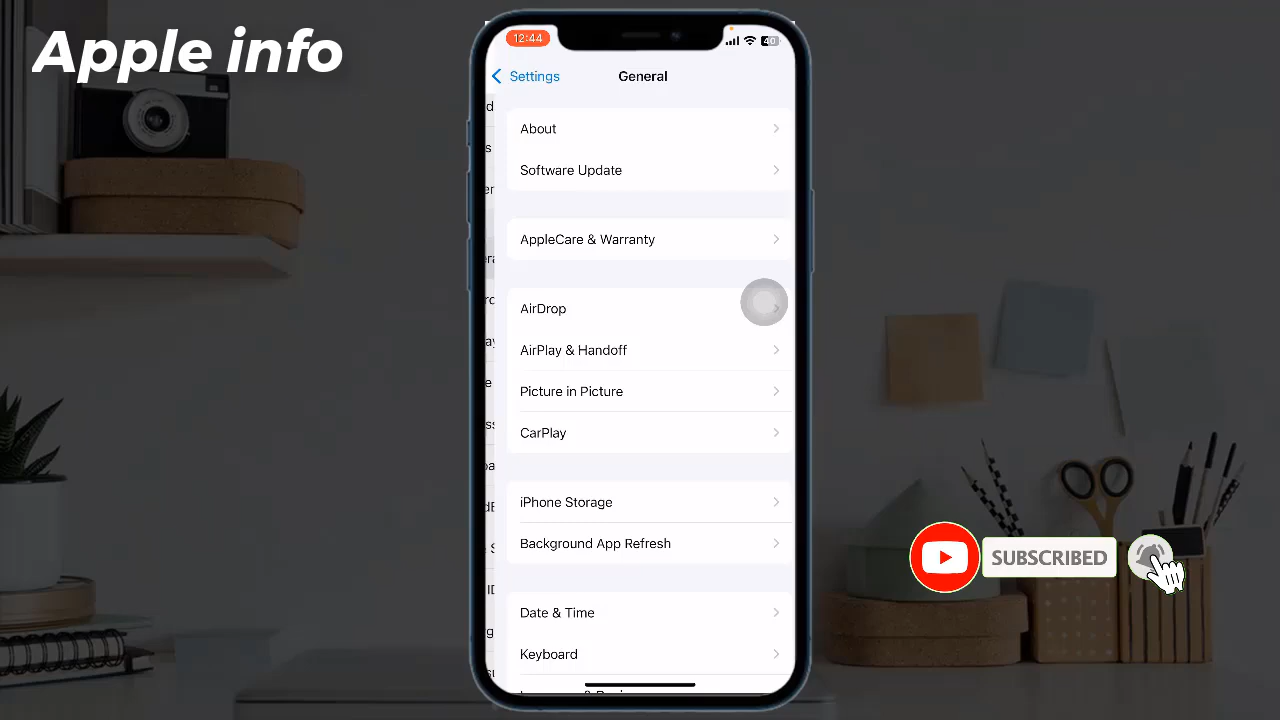 Apple info
12:44
40
Settings
General
About
Software Update
AppleCare & Warranty
AirDrop
AirPlay & Handoff
Picture in Picture
CarPlay
iPhone Storage
Background App Refresh
Date & Time
Keyboard
SUBSCRIBED